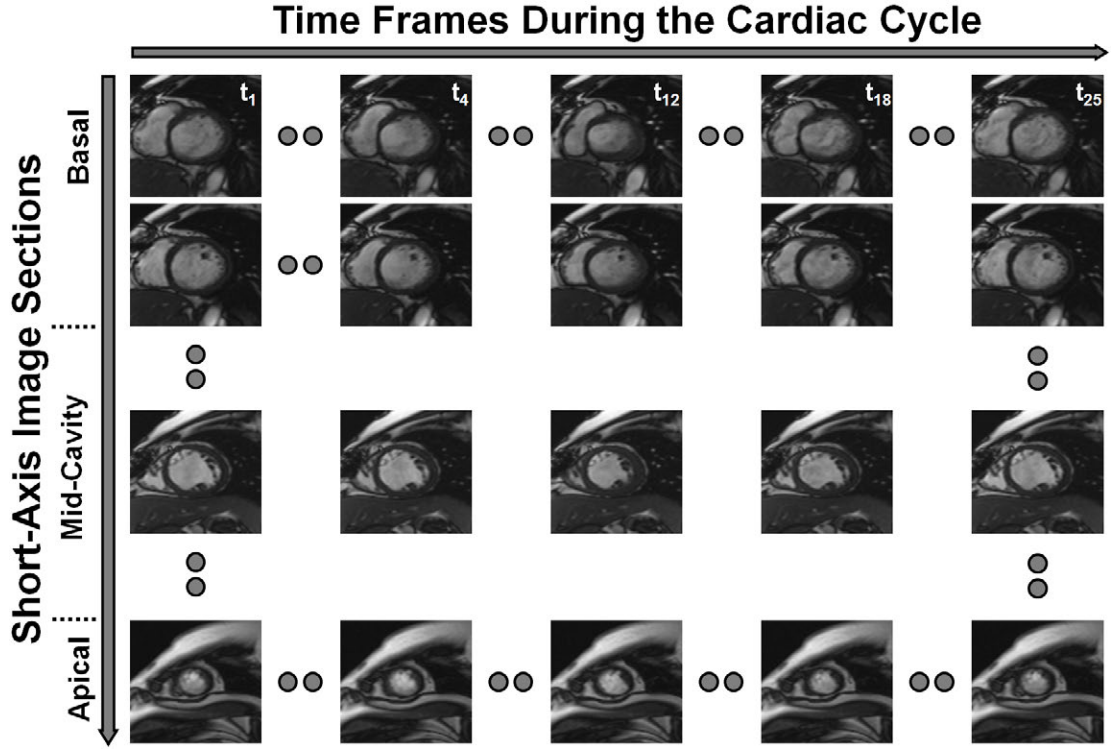 Time Frames During the Cardiac Cycle
t1
t4
t12
t18
t25
Short-Axis Image Sections
Basal
Mid-Cavity
Apical